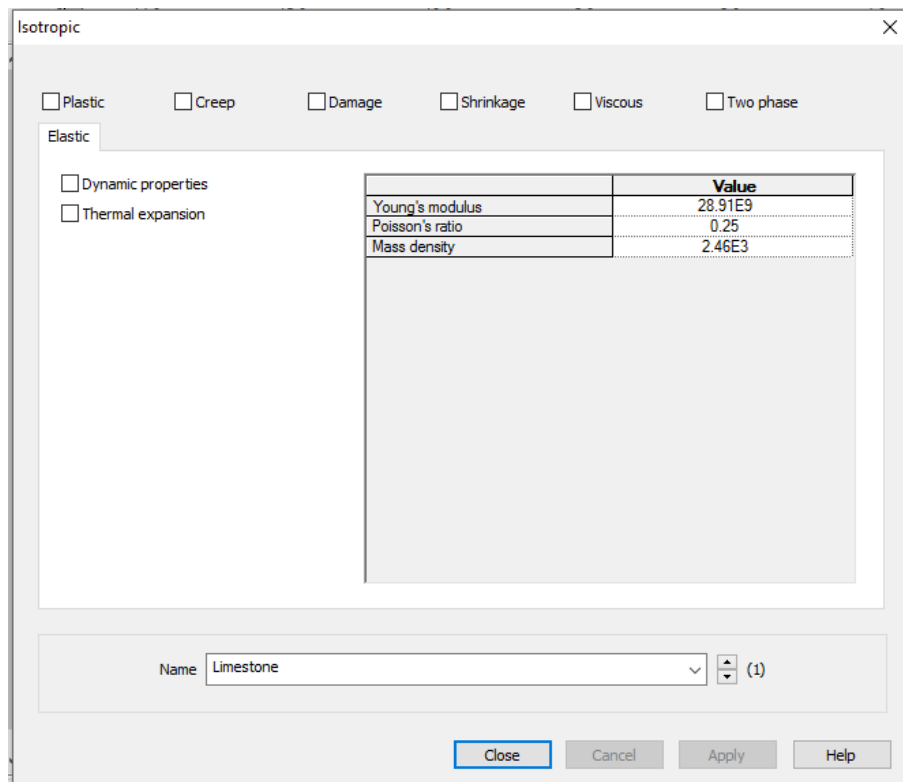 Isotropic
Plastic Creep Damage Shrinkage Viscous Two phase
Elastic
Dynamic properties
Thermal expansion
Value
Young's modulus 28.91E9
Poisson's ratio 0.25
Mass density 2.46E3
Name Limestone (1)
Close Cancel Apply Help